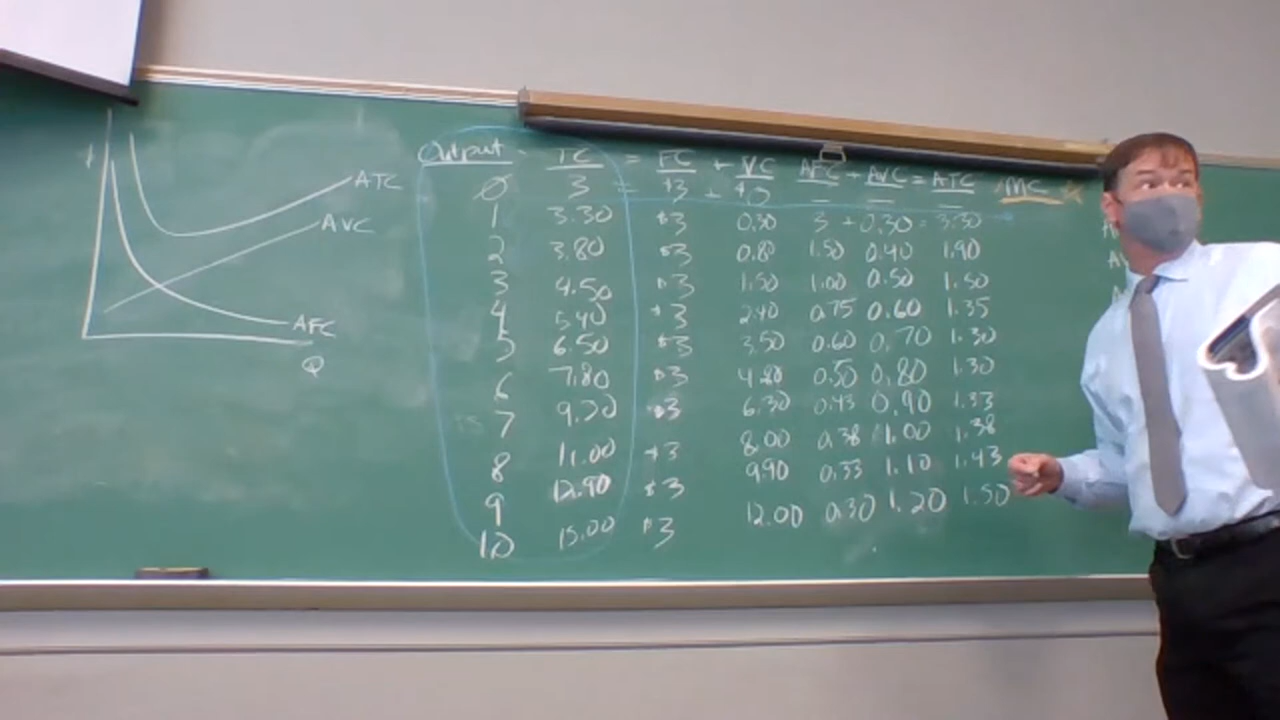 $
ATC
AVC
AFC
Q
Output TC = FC + VC AFC + AVC = ATC MC
0 3 = $3 + $0 — — —
1 3.30 $3 0.30 3 + 0.30 = 3.30
2 3.80 $3 0.80 1.50 0.40 1.90
3 4.50 $3 1.50 1.00 0.50 1.50
4 5.40 $3 2.40 0.75 0.60 1.35
5 6.50 $3 3.50 0.60 0.70 1.30
6 7.80 $3 4.80 0.50 0.80 1.30
7 9.30 $3 6.30 0.43 0.90 1.33
8 11.00 $3 8.00 0.38 1.00 1.38
9 12.90 $3 9.90 0.33 1.10 1.43
10 15.00 $3 12.00 0.30 1.20 1.50